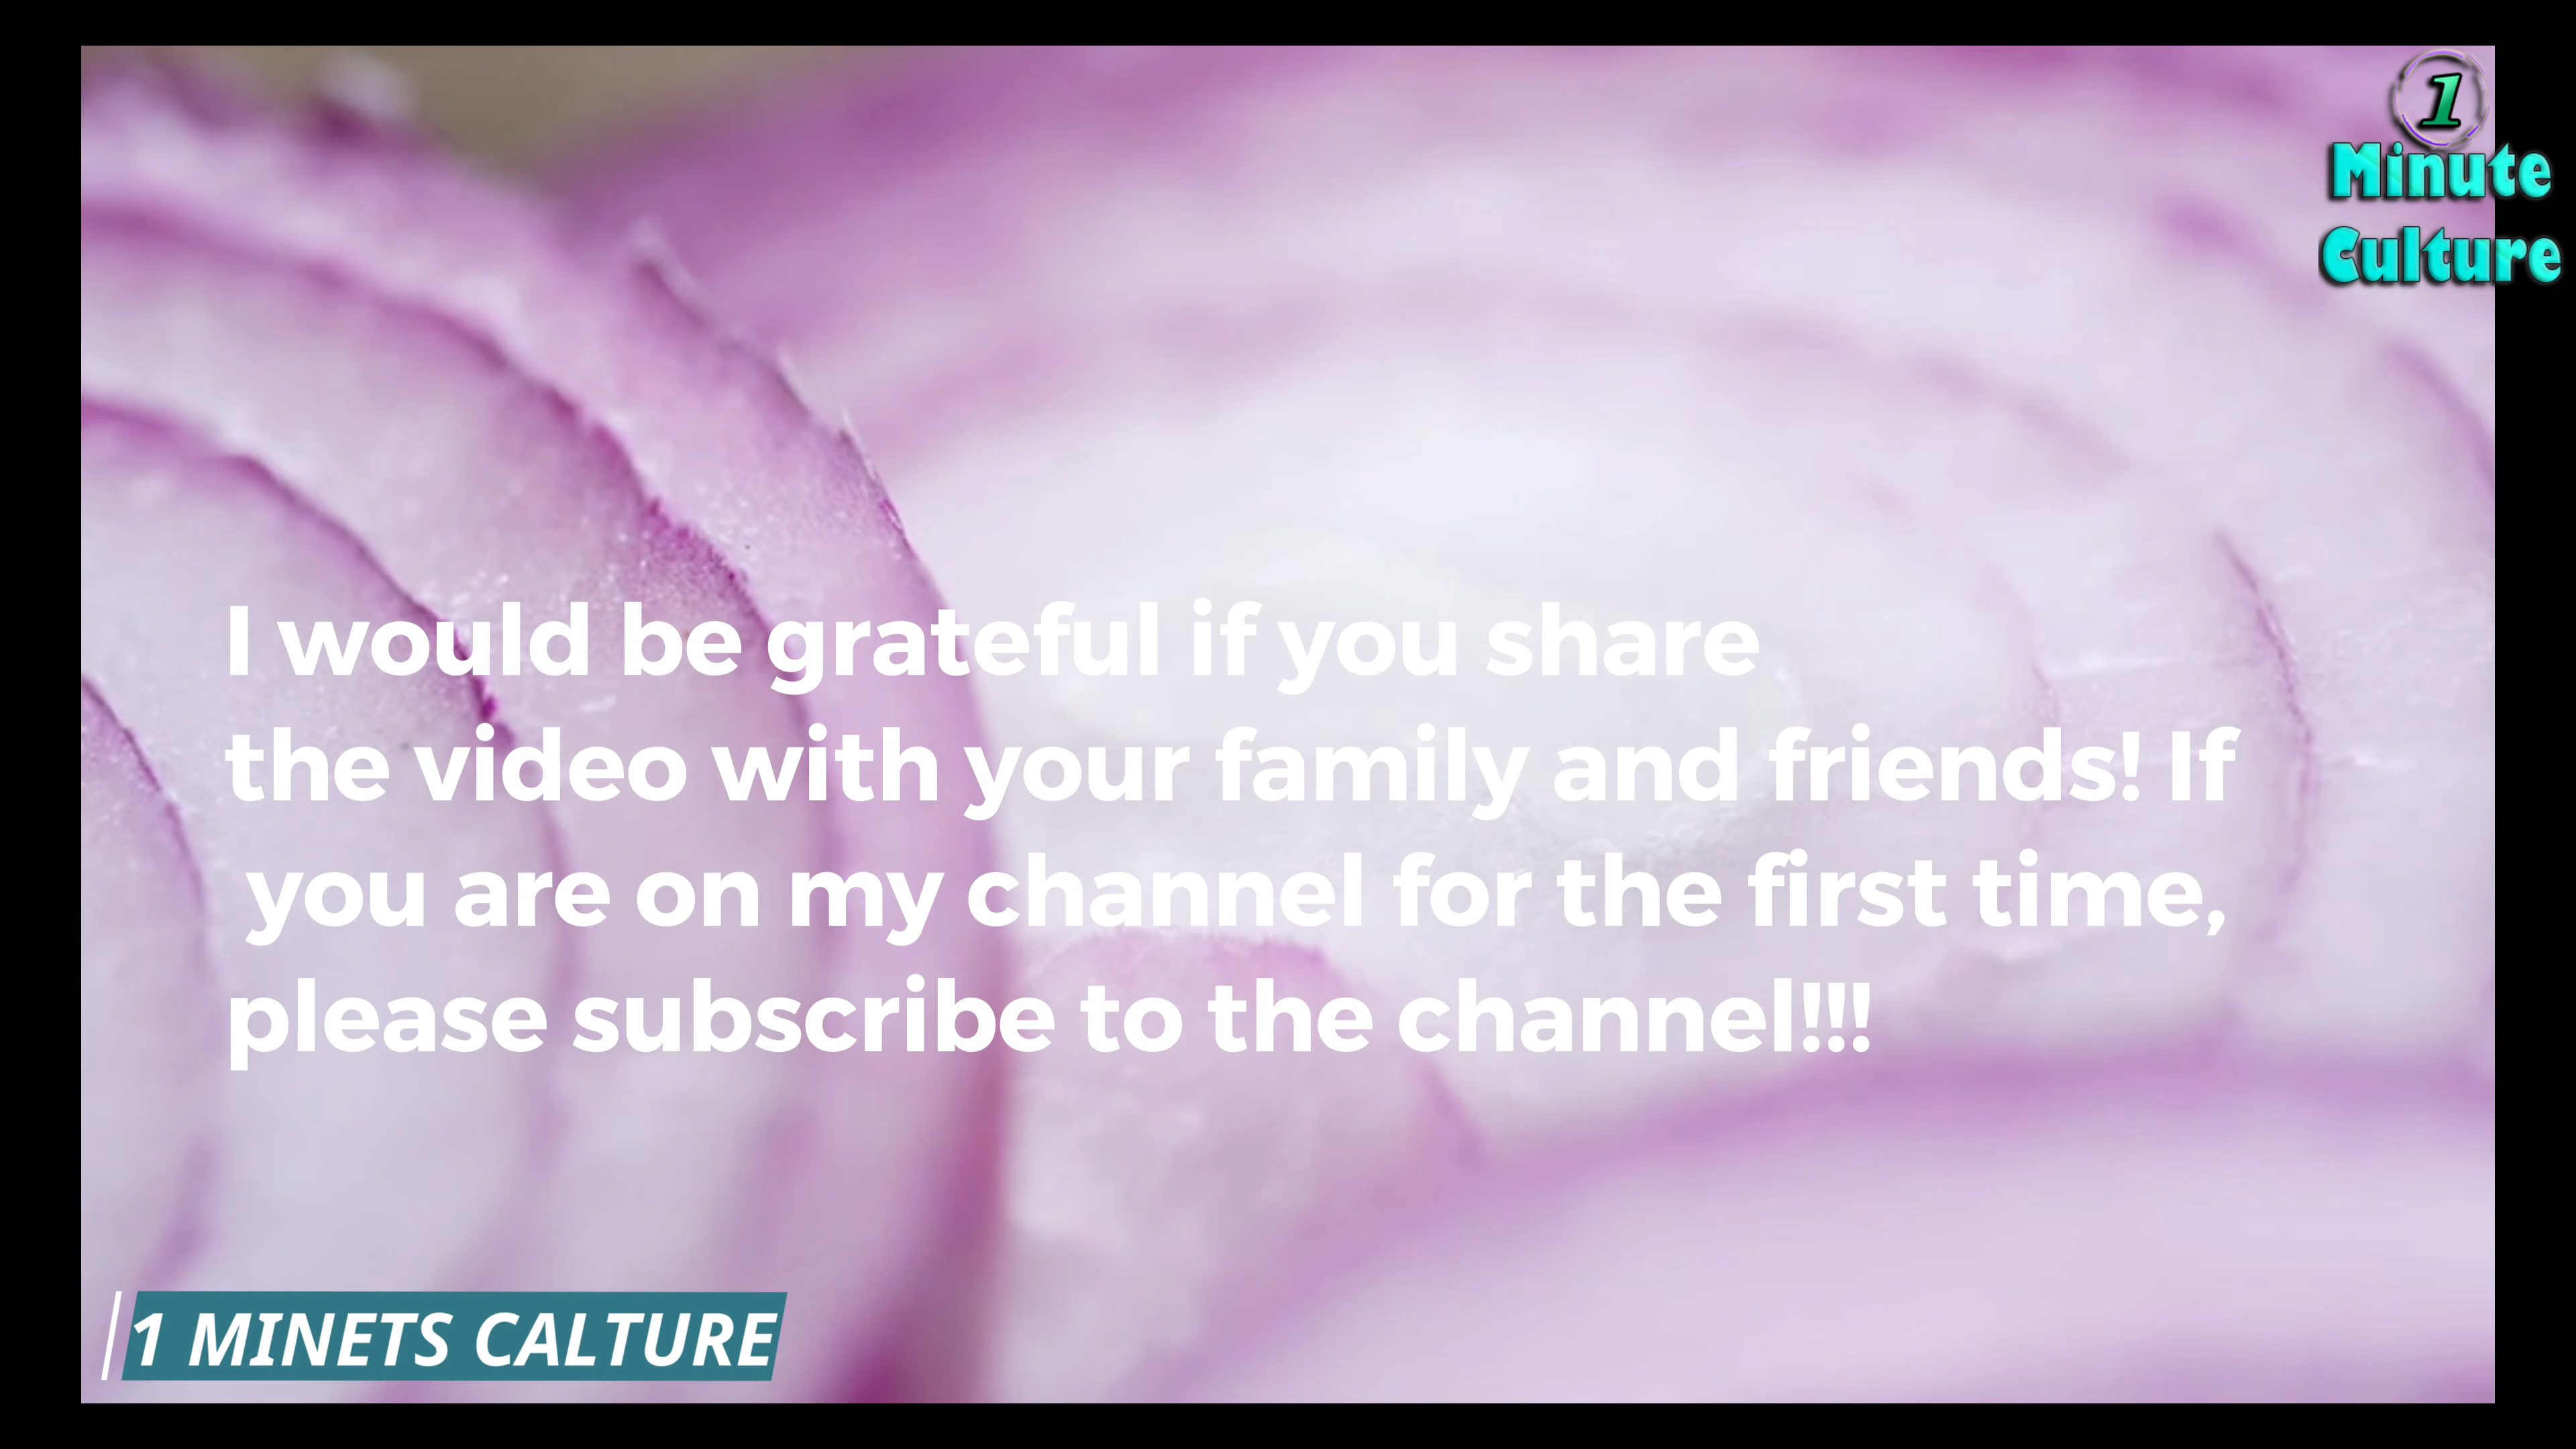 1
Minute
Culture
I would be grateful if you share
the video with your family and friends! If
you are on my channel for the first time,
please subscribe to the channel!!!
1 MINETS CALTURE